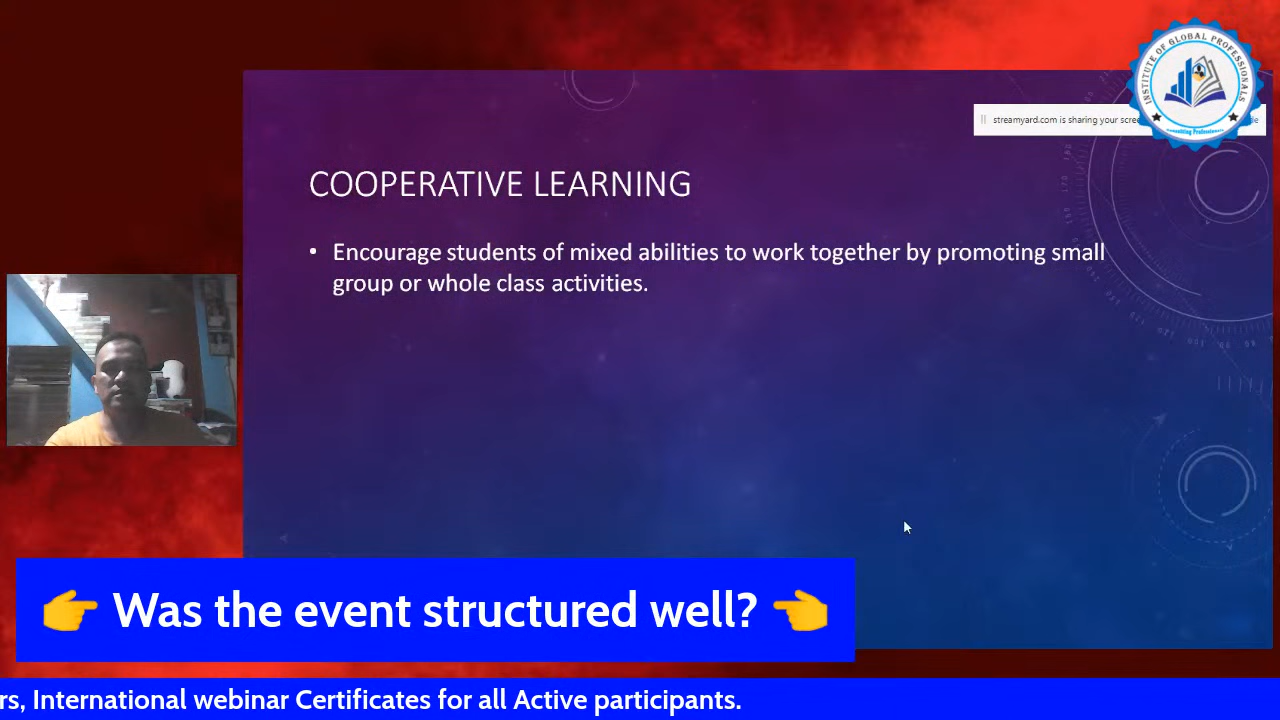 INSTITUTE OF GLOBAL PROFESSIONALS
streamyard.com is sharing your
COOPERATIVE LEARNING
• Encourage students of mixed abilities to work together by promoting small
group or whole class activities.
👉 Was the event structured well? 👈
rs, International webinar Certificates for all Active participants.